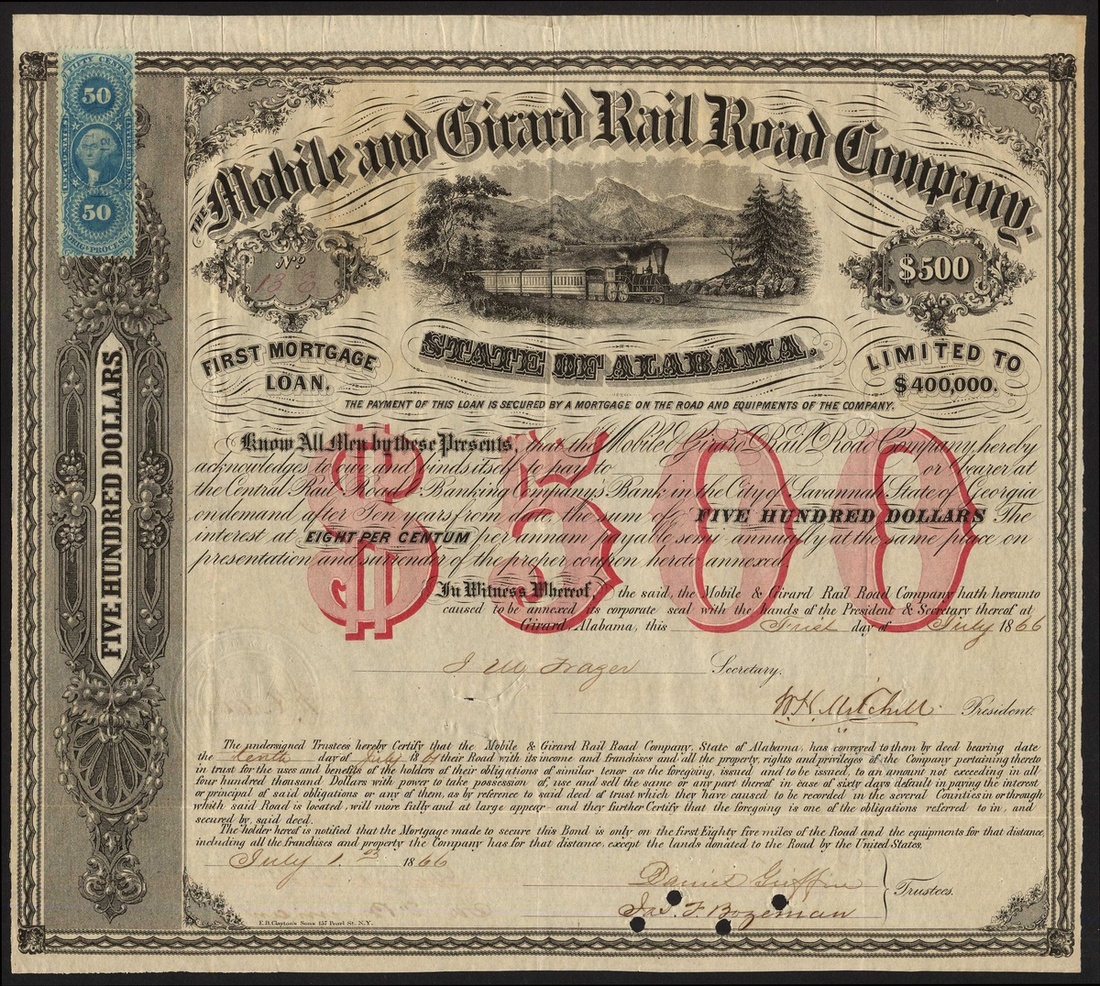 FIFTY CENTS
50
UNITED STATES
INTER. REVENUE
50
ORIG. PROCESS
FIVE HUNDRED DOLLARS.
THE Mobile and Girard Rail Road Company.
No
$500
STATE OF ALABAMA.
FIRST MORTGAGE
LOAN.
LIMITED TO
$400,000.
THE PAYMENT OF THIS LOAN IS SECURED BY A MORTGAGE ON THE ROAD AND EQUIPMENTS OF THE COMPANY.
$500
Know All Men by these Presents, that the Mobile & Girard Rail Road Company, hereby
acknowledges to owe and binds itself to pay to or bearer at
the Central Rail Road & Banking Company's Bank in the City of Savannah State of Georgia
on demand after Ten years from date, the sum of FIVE HUNDRED DOLLARS The
interest at EIGHT PER CENTUM per annum payable semi annually at the same place on
presentation and surrender of the proper coupon hereto annexed.
In Witness Whereof, the said, the Mobile & Girard Rail Road Company hath hereunto
caused to be annexed its corporate seal with the hands of the President & Secretary thereof at
Girard, Alabama, this First day of July 1866
J M Frazer Secretary.
W.H. Mitchell President.
The undersigned Trustees hereby Certify that the Mobile & Girard Rail Road Company, State of Alabama, has conveyed to them by deed bearing date
the tenth day of July 18 their Road with its income and franchises and all the property, rights and privileges of the Company pertaining thereto
in trust for the uses and benefits of the holders of their obligations of similar tenor as the foregoing, issued and to be issued, to an amount not exceeding in all
four hundred thousand Dollars with power to take possession of, use and sell the same or any part thereof in case of sixty days default in paying the interest
or principal of said obligations or any of them, as by reference to said deed of trust which they have caused to be recorded in the several Counties in or through
which said Road is located, will more fully and at large appear and they further Certify that the foregoing is one of the obligations referred to in, and
secured by, said deed.
The holder hereof is notified that the Mortgage made to secure this Bond is only on the first Eighty five miles of the Road and the equipments for that distance,
including all the franchises and property the Company has for that distance, except the lands donated to the Road by the United States.
July 1st 1866
Daniel Griffin
Jas. F. Bozeman
Trustees.
E.B. Clayton's Sons 157 Pearl St. N.Y.